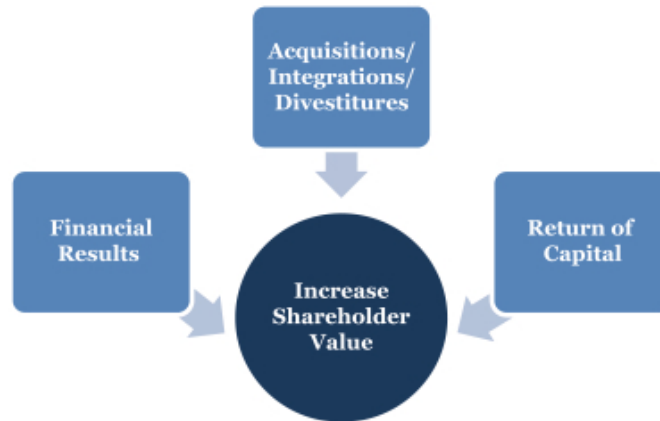 Acquisitions/
Integrations/
Divestitures
Financial
Results
Return of
Capital
Increase
Shareholder
Value